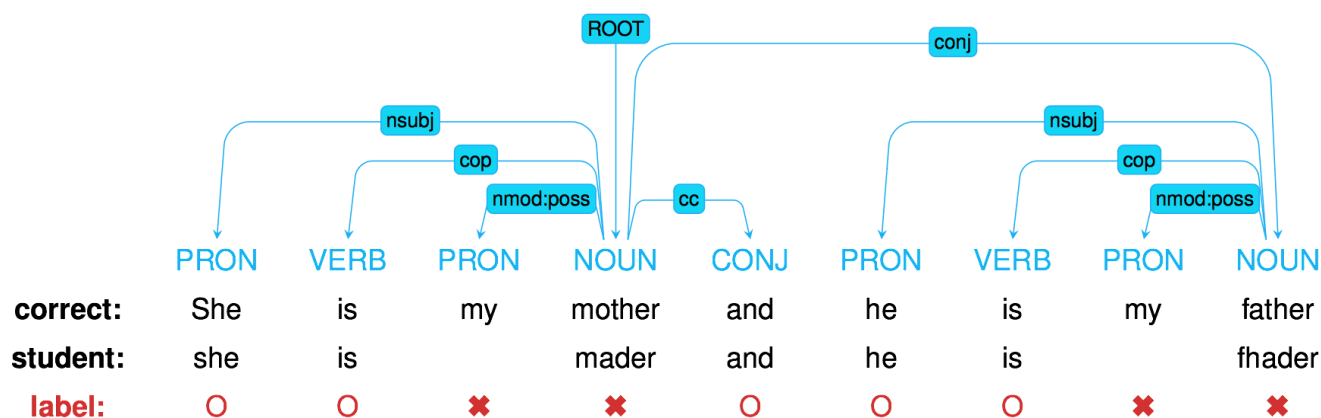 ROOT
conj
nsubj nsubj
cop cop
nmod:poss cc nmod:poss
PRON VERB PRON NOUN CONJ PRON VERB PRON NOUN
correct: She is my mother and he is my father
student: she is mader and he is fhader
label: O O ✖ ✖ O O O ✖ ✖